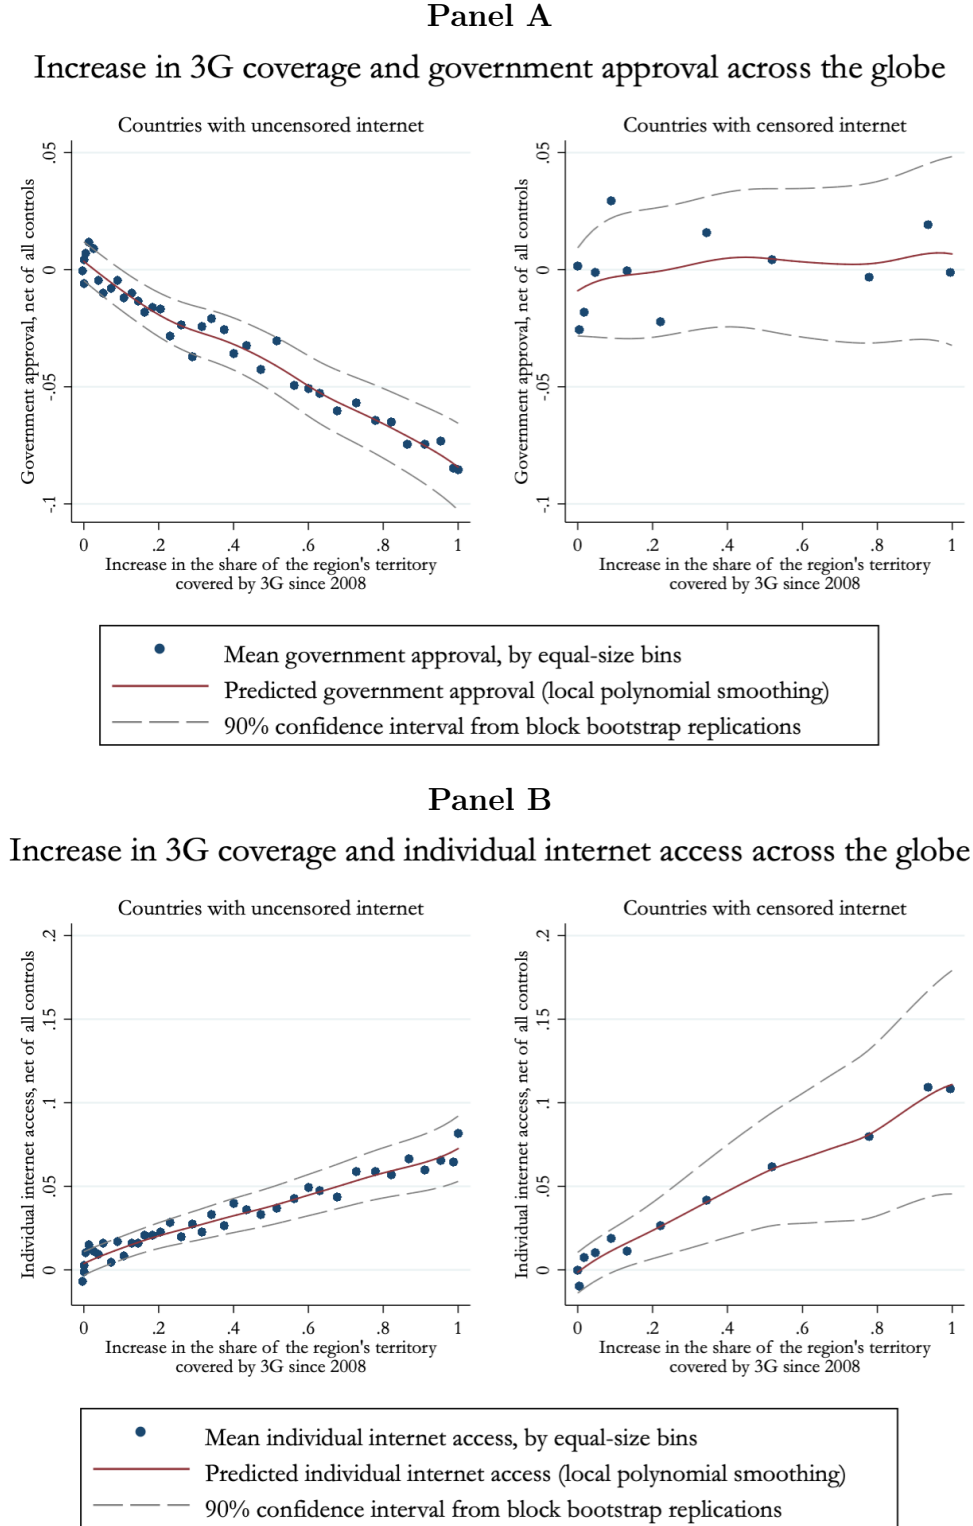 Panel A
Increase in 3G coverage and government approval across the globe
Countries with uncensored internet
Government approval, net of all controls
.05
0
-.05
-.1
0 .2 .4 .6 .8 1
Increase in the share of the region's territory
covered by 3G since 2008
Countries with censored internet
Government approval, net of all controls
.05
0
-.05
-.1
0 .2 .4 .6 .8 1
Increase in the share of the region's territory
covered by 3G since 2008
Mean government approval, by equal-size bins
Predicted government approval (local polynomial smoothing)
90% confidence interval from block bootstrap replications
Panel B
Increase in 3G coverage and individual internet access across the globe
Countries with uncensored internet
Individual internet access, net of all controls
.2
.15
.1
.05
0
0 .2 .4 .6 .8 1
Increase in the share of the region's territory
covered by 3G since 2008
Countries with censored internet
Individual internet access, net of all controls
.2
.15
.1
.05
0
0 .2 .4 .6 .8 1
Increase in the share of the region's territory
covered by 3G since 2008
Mean individual internet access, by equal-size bins
Predicted individual internet access (local polynomial smoothing)
90% confidence interval from block bootstrap replications